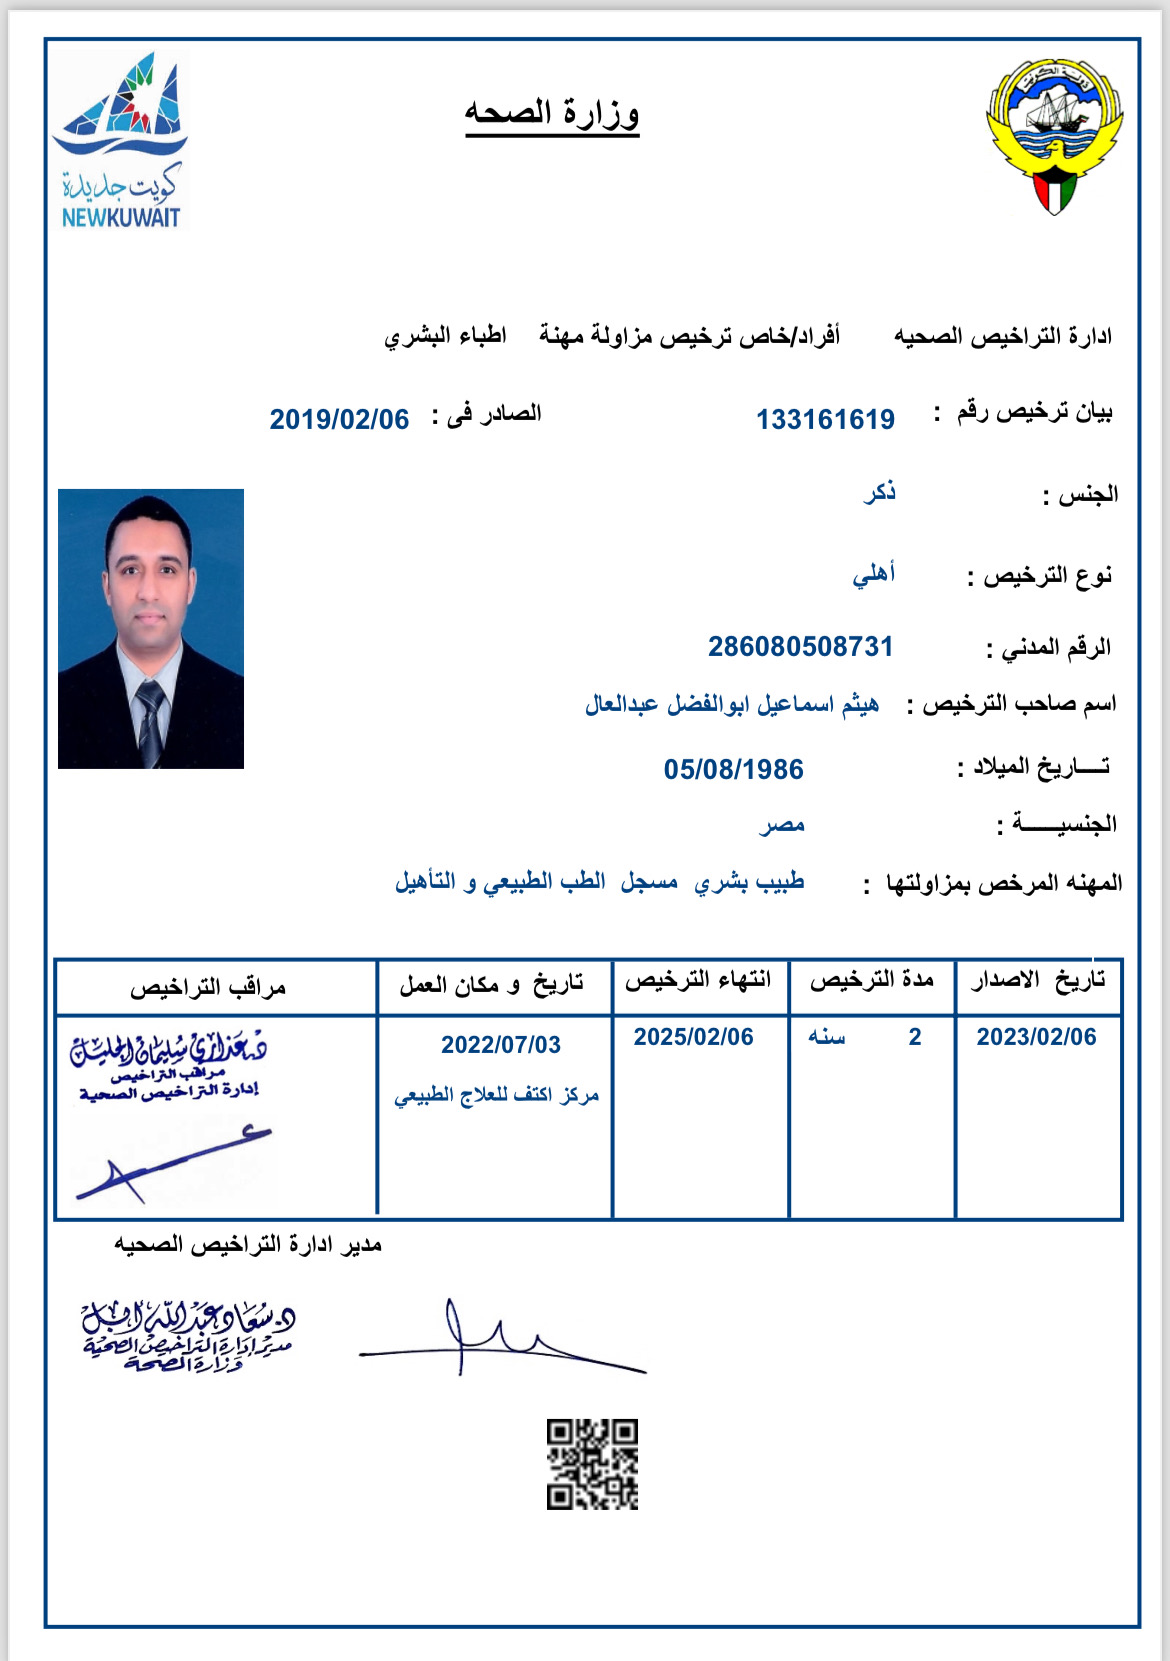 دولة الكويت
كويت جديدة
NEWKUWAIT
وزارة الصحه
ادارة التراخيص الصحيه أفراد/خاص ترخيص مزاولة مهنة اطباء البشري
بيان ترخيص رقم : 133161619 الصادر فى : 2019/02/06
الجنس : ذكر
نوع الترخيص : أهلي
الرقم المدني : 286080508731
اسم صاحب الترخيص : هيثم اسماعيل ابوالفضل عبدالعال
تـــاريخ الميلاد : 05/08/1986
الجنسيــــــة : مصر
المهنه المرخص بمزاولتها : طبيب بشري مسجل الطب الطبيعي و التأهيل
تاريخ الاصدار مدة الترخيص انتهاء الترخيص تاريخ و مكان العمل مراقب التراخيص
2023/02/06 2 سنه 2025/02/06 2022/07/03
مركز اكتف للعلاج الطبيعي
د. عذاري سليمان الجليل
مراقب التراخيص
إدارة التراخيص الصحية
مدير ادارة التراخيص الصحيه
د. سعاد عبدالله
مدير إدارة التراخيص الصحية
وزارة الصحة